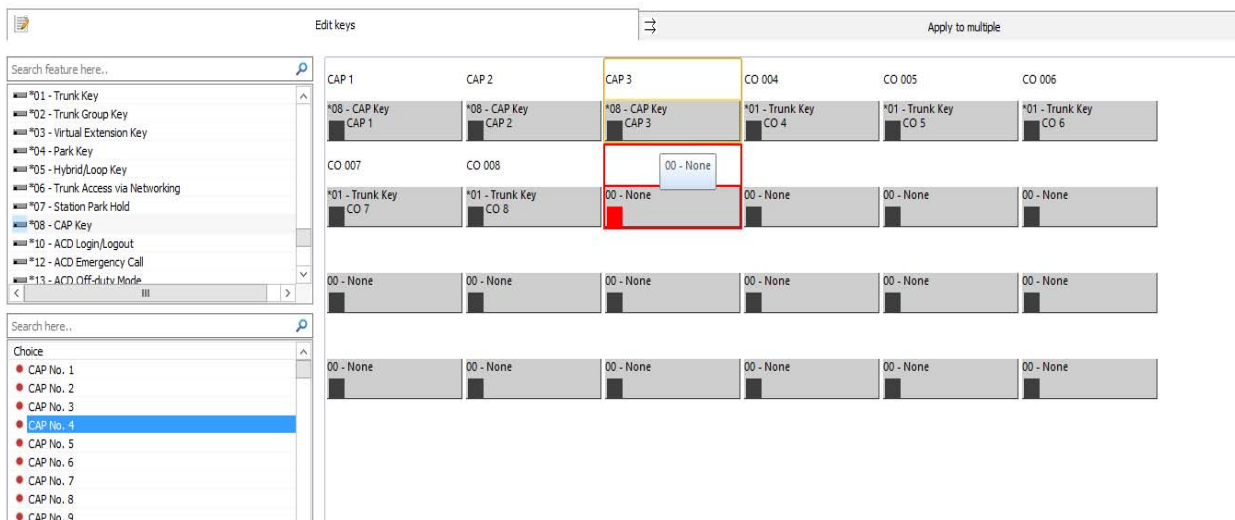 Edit keys
Apply to multiple
Search feature here..
*01 - Trunk Key
*02 - Trunk Group Key
*03 - Virtual Extension Key
*04 - Park Key
*05 - Hybrid/Loop Key
*06 - Trunk Access via Networking
*07 - Station Park Hold
*08 - CAP Key
*10 - ACD Login/Logout
*12 - ACD Emergency Call
*13 - ACD Off-duty Mode
Search here..
Choice
CAP No. 1
CAP No. 2
CAP No. 3
CAP No. 4
CAP No. 5
CAP No. 6
CAP No. 7
CAP No. 8
CAP No. 9
CAP 1 CAP 2 CAP 3 CO 004 CO 005 CO 006
*08 - CAP Key *08 - CAP Key *08 - CAP Key *01 - Trunk Key *01 - Trunk Key *01 - Trunk Key
CAP 1 CAP 2 CAP 3 CO 4 CO 5 CO 6
CO 007 CO 008 00 - None
*01 - Trunk Key *01 - Trunk Key 00 - None 00 - None 00 - None 00 - None
CO 7 CO 8
00 - None 00 - None 00 - None 00 - None 00 - None 00 - None
00 - None 00 - None 00 - None 00 - None 00 - None 00 - None